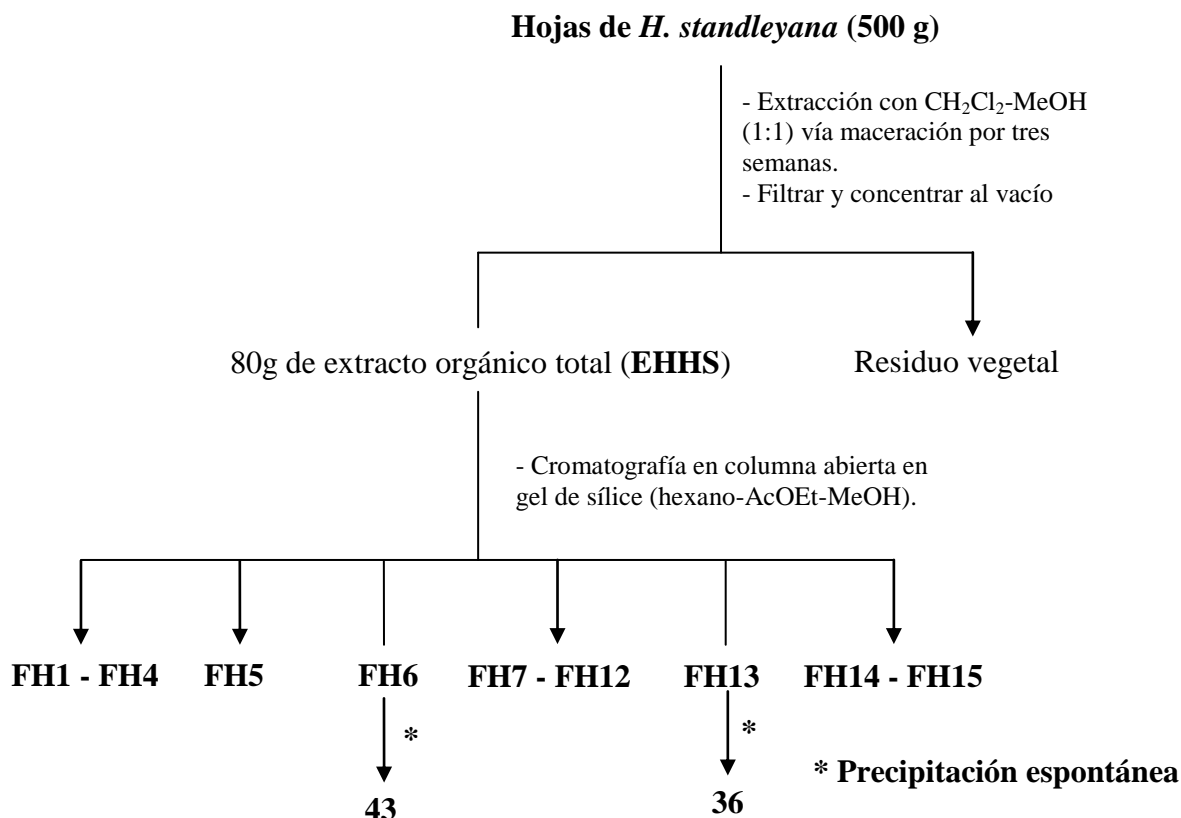 Hojas de H. standleyana (500 g)
- Extracción con CH₂Cl₂-MeOH
(1:1) vía maceración por tres
semanas.
- Filtrar y concentrar al vacío
80g de extracto orgánico total (EHHS)
Residuo vegetal
- Cromatografía en columna abierta en
gel de sílice (hexano-AcOEt-MeOH).
FH1 - FH4 FH5 FH6 FH7 - FH12 FH13 FH14 - FH15
* *
* Precipitación espontánea
43 36